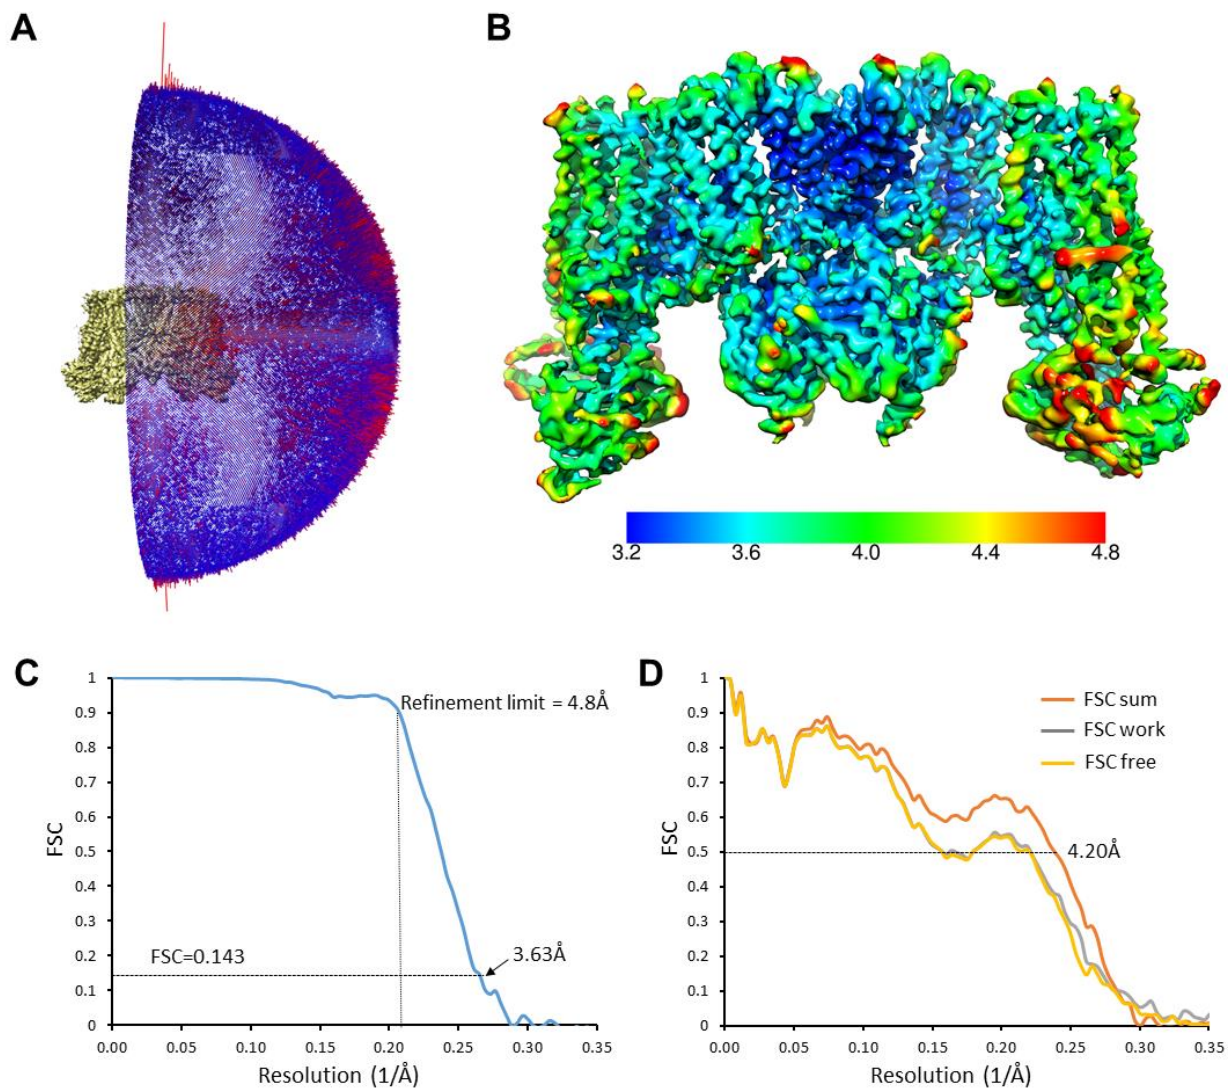 A
B
3.2 3.6 4.0 4.4 4.8
C
1
0.9
0.8
0.7
0.6
0.5
0.4
0.3
0.2
0.1
0
FSC
Refinement limit = 4.8Å
FSC=0.143
3.63Å
0.00 0.05 0.10 0.15 0.20 0.25 0.30 0.35
Resolution (1/Å)
D
1
0.9
0.8
0.7
0.6
0.5
0.4
0.3
0.2
0.1
0
FSC
FSC sum
FSC work
FSC free
4.20Å
0.00 0.05 0.10 0.15 0.20 0.25 0.30 0.35
Resolution (1/Å)